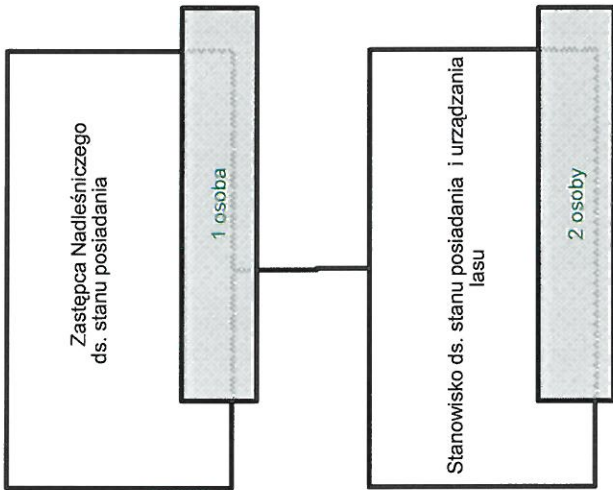 Zastępca Nadleśniczego
ds. stanu posiadania
1 osoba
Stanowisko ds. stanu posiadania i urządzania
lasu
2 osoby